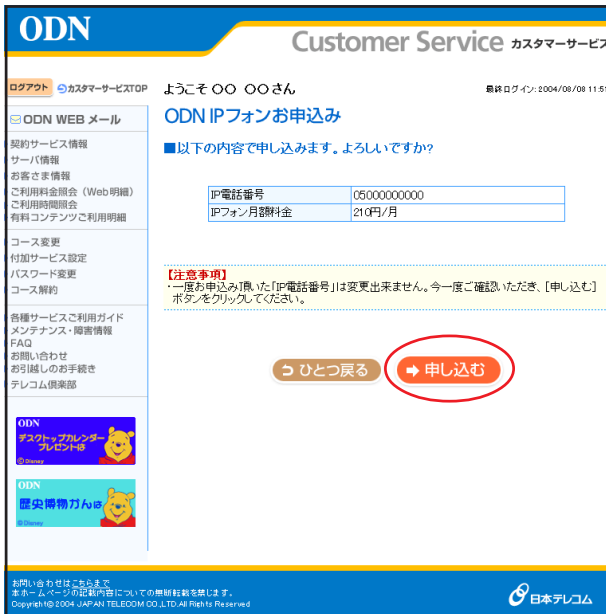 ODN
Customer Service カスタマーサービス
ログアウト カスタマーサービスTOP
ようこそ〇〇 〇〇さん
最終ログイン:2004/08/08 11:5
ODN WEB メール
ODN IPフォンお申込み
■以下の内容で申し込みます。よろしいですか?
契約サービス情報
サーバ情報
お客さま情報
ご利用料金照会（Web明細）
ご利用時間照会
有料コンテンツご利用明細
コース変更
付加サービス設定
パスワード変更
コース解約
各種サービスご利用ガイド
メンテナンス・障害情報
FAQ
お問い合わせ
お引越しのお手続き
テレコム倶楽部
IP電話番号 05000000000
IPフォン月額料金 210円/月
【注意事項】
・一度お申込み頂いた「IP電話番号」は変更出来ません。今一度ご確認いただき、[申し込む]
ボタンをクリックしてください。
ひとつ戻る
申し込む
ODN
デスクトップカレンダー
プレゼントは
© Disney
ODN
歴史博物がんは
© Disney
お問い合わせはこちらまで
本ホームページの記載内容についての無断転載を禁じます。
Copyright© 2004 JAPAN TELECOM CO.,LTD.All Rights Reserved
日本テレコム